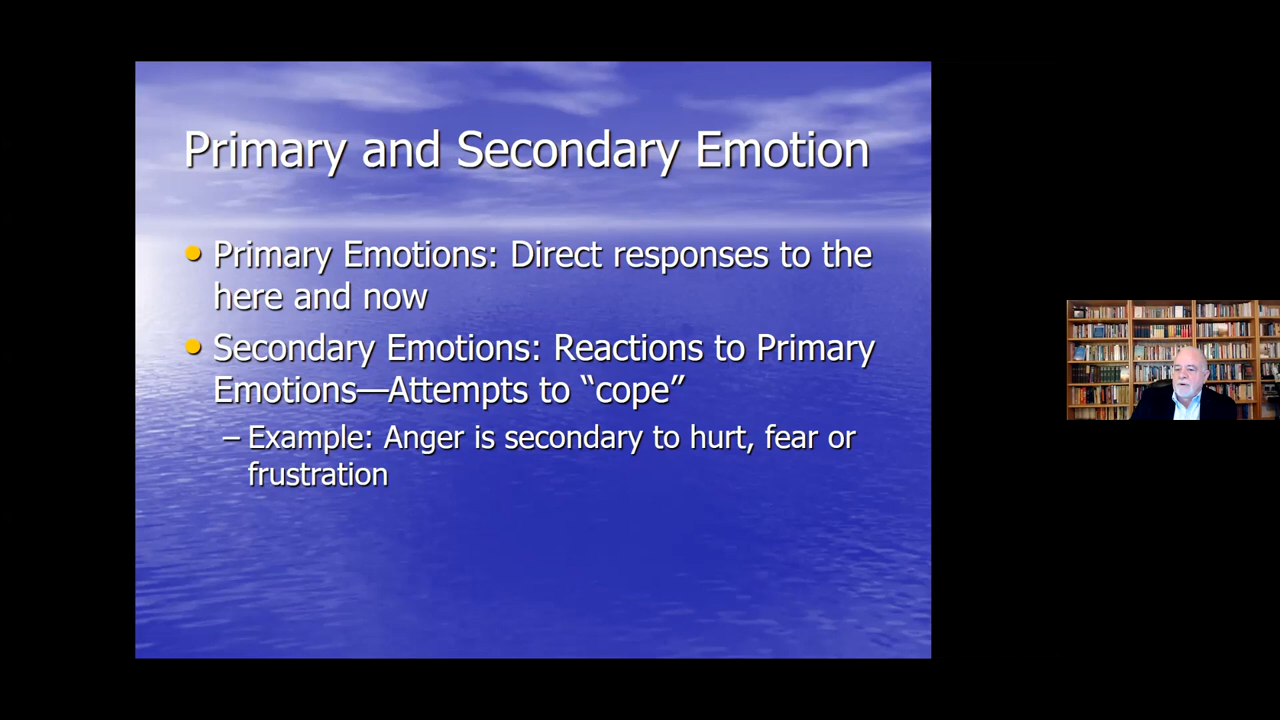 Primary and Secondary Emotion
• Primary Emotions: Direct responses to the
here and now
• Secondary Emotions: Reactions to Primary
Emotions—Attempts to “cope”
– Example: Anger is secondary to hurt, fear or
frustration